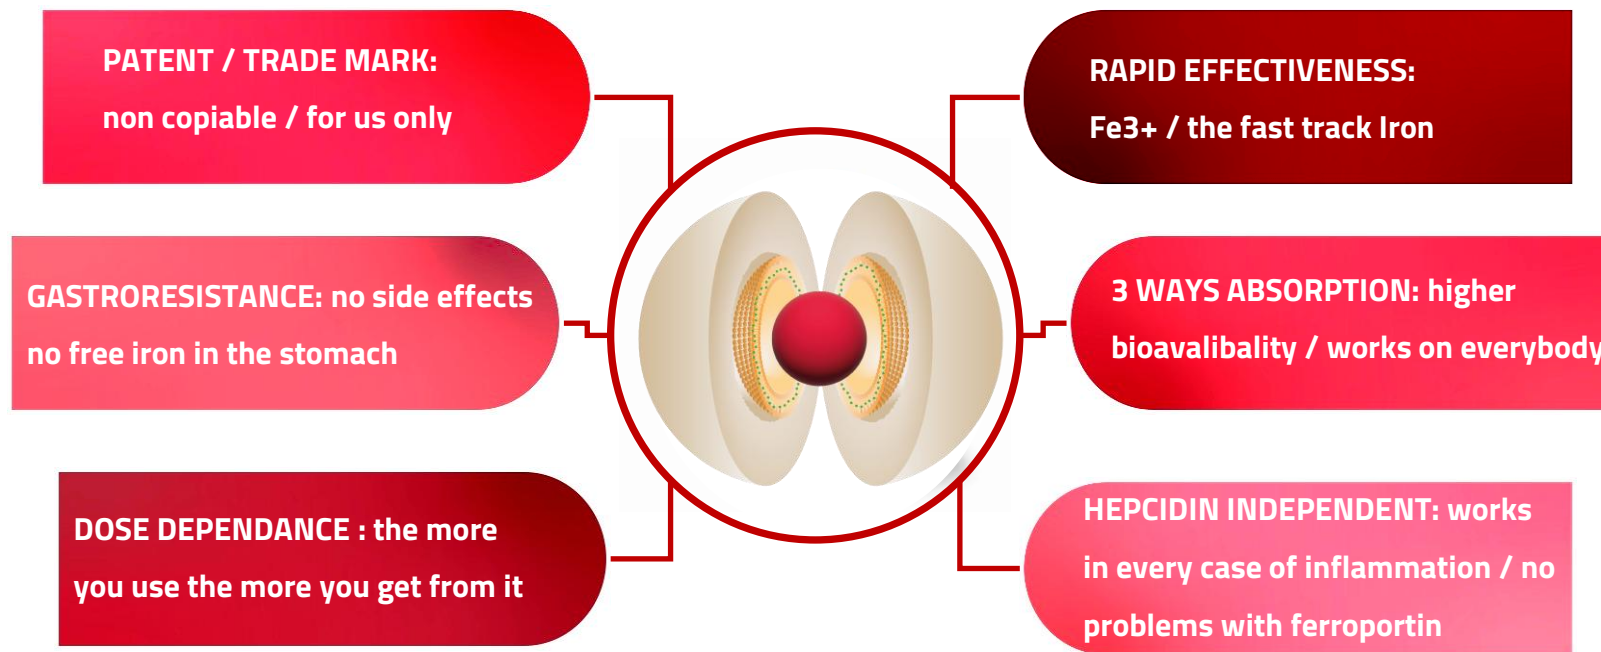 PATENT / TRADE MARK:
non copiable / for us only
GASTRORESISTANCE: no side effects
no free iron in the stomach
DOSE DEPENDANCE : the more
you use the more you get from it
RAPID EFFECTIVENESS:
Fe3+ / the fast track Iron
3 WAYS ABSORPTION: higher
bioavalibality / works on everybody
HEPCIDIN INDEPENDENT: works
in every case of inflammation / no
problems with ferroportin